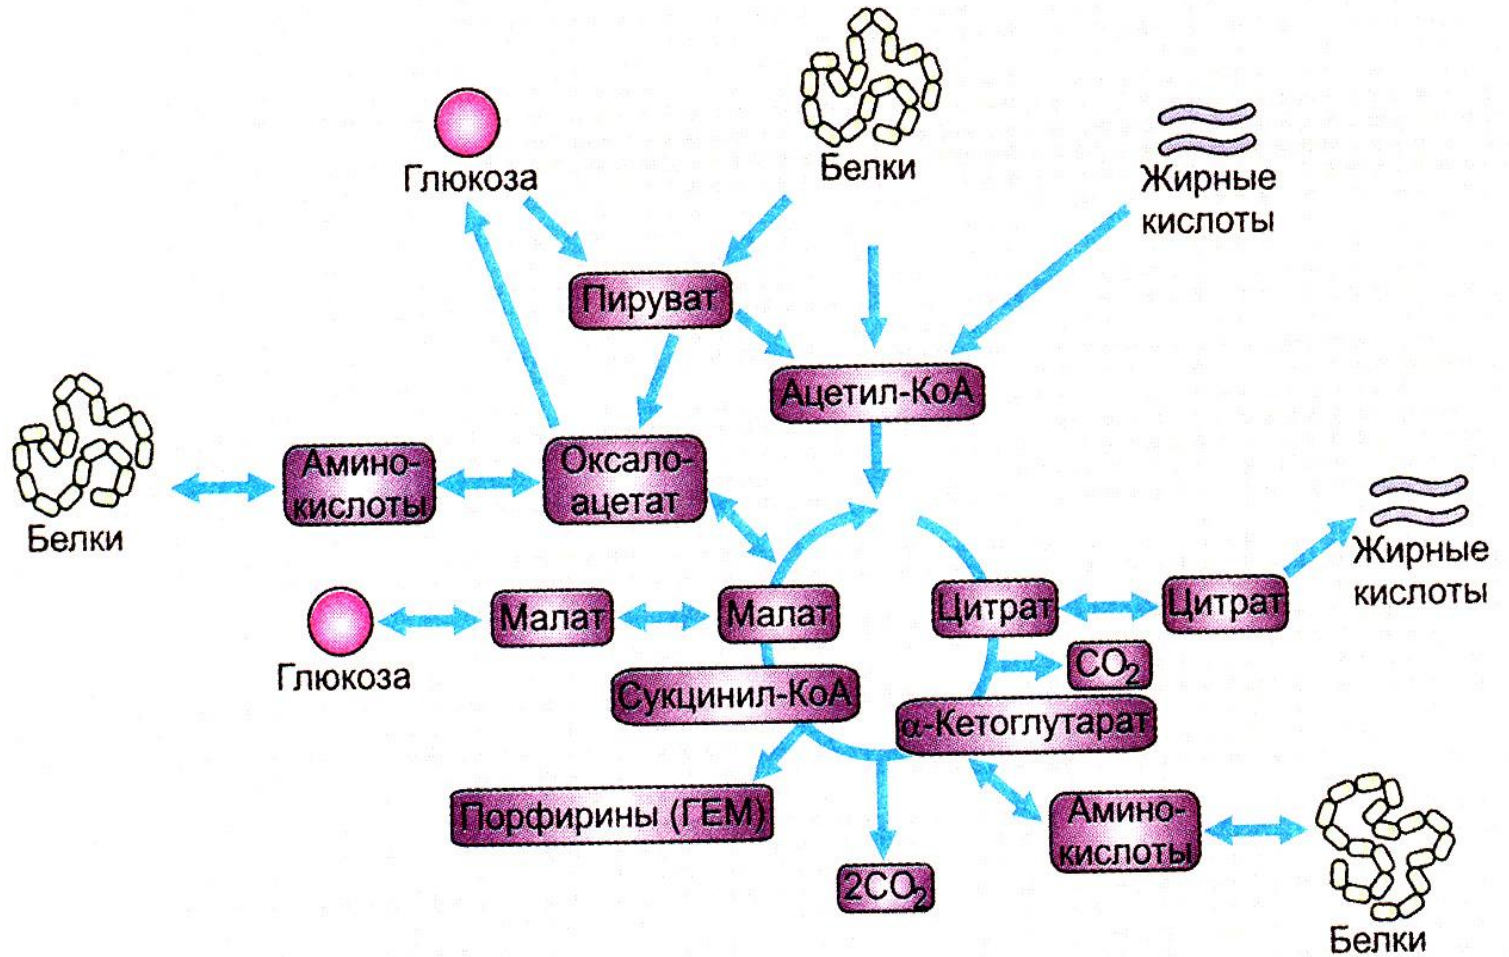 Глюкоза
Белки
Жирные
кислоты
Пируват
Ацетил-КоА
Белки
Амино-
кислоты
Оксало-
ацетат
Жирные
кислоты
Глюкоза
Малат
Малат
Цитрат
Цитрат
CO2
Сукцинил-КоА
α-Кетоглутарат
Порфирины (ГЕМ)
2CO2
Амино-
кислоты
Белки